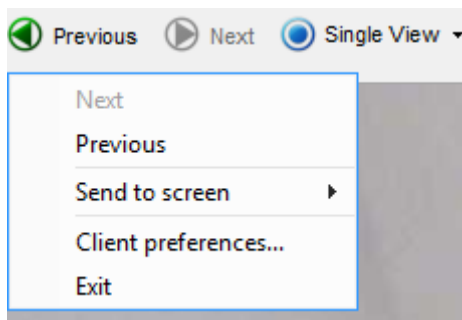 Previous Next Single View
Next
Previous
Send to screen
Client preferences...
Exit